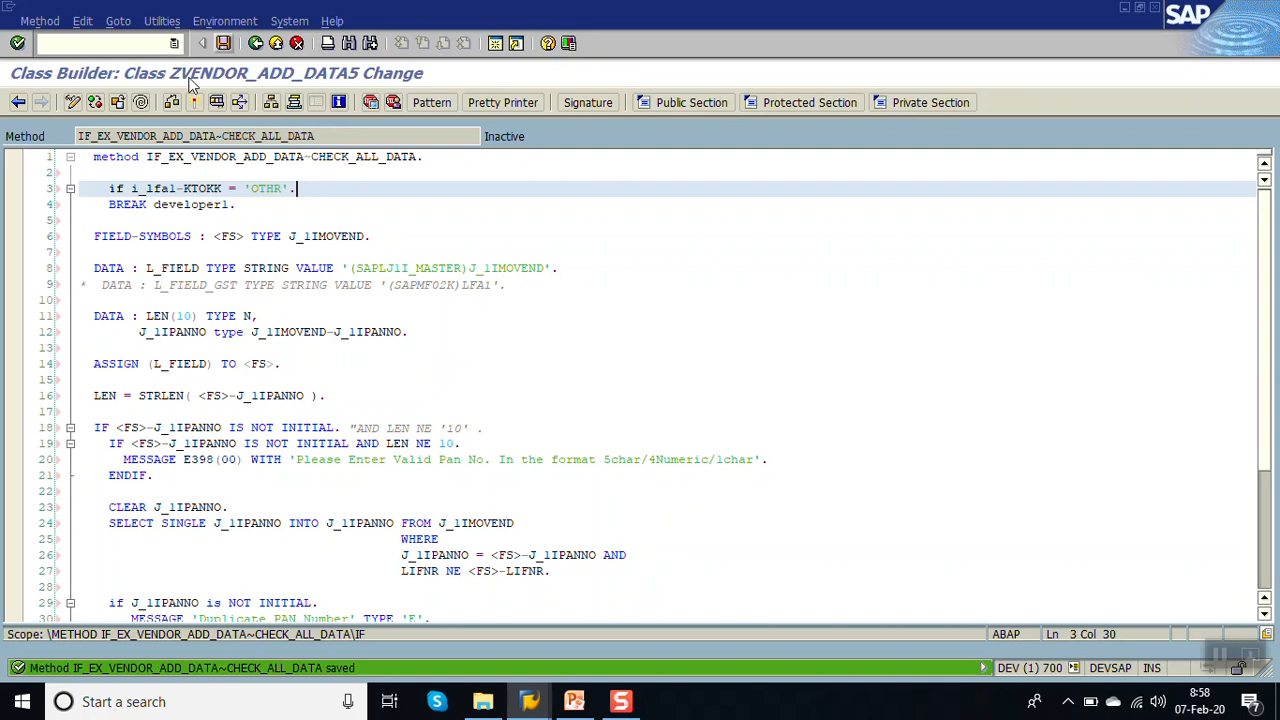 Method Edit Goto Utilities Environment System Help
SAP
Class Builder: Class ZVENDOR_ADD_DATA5 Change
Pattern Pretty Printer Signature Public Section Protected Section Private Section
Method IF_EX_VENDOR_ADD_DATA~CHECK_ALL_DATA Inactive
1 method IF_EX_VENDOR_ADD_DATA~CHECK_ALL_DATA.
2
3 if i_lfa1-KTOKK = 'OTHR'.
4 BREAK developer1.
5
6 FIELD-SYMBOLS : <FS> TYPE J_1IMOVEND.
7
8 DATA : L_FIELD TYPE STRING VALUE '(SAPLJ1I_MASTER)J_1IMOVEND'.
9 * DATA : L_FIELD_GST TYPE STRING VALUE '(SAPMF02K)LFA1'.
10
11 DATA : LEN(10) TYPE N,
12 J_1IPANNO type J_1IMOVEND-J_1IPANNO.
13
14 ASSIGN (L_FIELD) TO <FS>.
15
16 LEN = STRLEN( <FS>-J_1IPANNO ).
17
18 IF <FS>-J_1IPANNO IS NOT INITIAL. "AND LEN NE '10' .
19 IF <FS>-J_1IPANNO IS NOT INITIAL AND LEN NE 10.
20 MESSAGE E398(00) WITH 'Please Enter Valid Pan No. In the format 5char/4Numeric/1char'.
21 ENDIF.
22
23 CLEAR J_1IPANNO.
24 SELECT SINGLE J_1IPANNO INTO J_1IPANNO FROM J_1IMOVEND
25 WHERE
26 J_1IPANNO = <FS>-J_1IPANNO AND
27 LIFNR NE <FS>-LIFNR.
28
29 if J_1IPANNO is NOT INITIAL.
30 MESSAGE 'Duplicate PAN Number' TYPE 'E'.
Scope: \METHOD IF_EX_VENDOR_ADD_DATA~CHECK_ALL_DATA\IF ABAP Ln 3 Col 30
Method IF_EX_VENDOR_ADD_DATA~CHECK_ALL_DATA saved DEV (1) 700 DEVSAP INS
Start a search 8:58
07-Feb-20 7